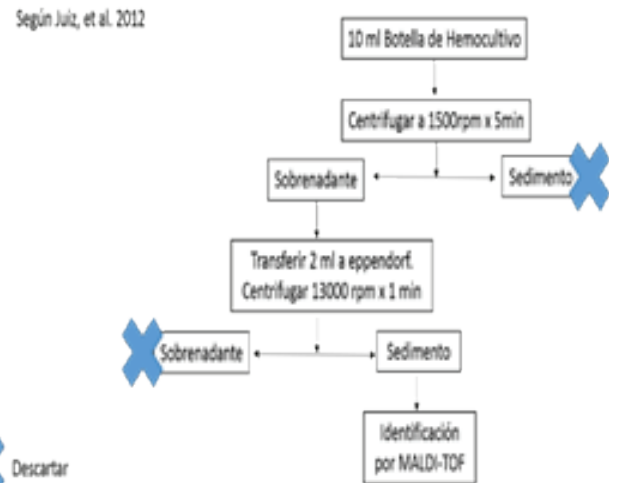 Según Juiz, et al. 2012
10 ml Botella de Hemocultivo
Centrifugar a 1500rpm x 5min
Sobrenadante
Sedimento
Transferir 2 ml a eppendorf.
Centrifugar 13000 rpm x 1 min
Sobrenadante
Sedimento
Identificación
por MALDI-TOF
Descartar